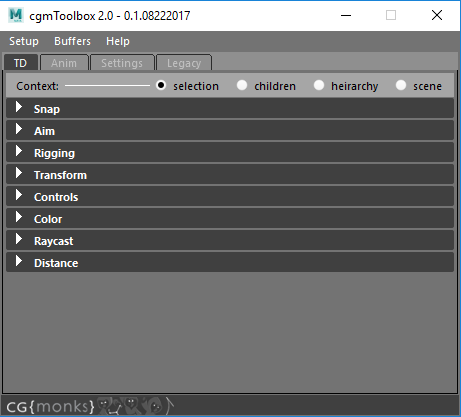 cgmToolbox 2.0 - 0.1.08222017
Setup Buffers Help
TD Anim Settings Legacy
Context: selection children heirarchy scene
Snap
Aim
Rigging
Transform
Controls
Color
Raycast
Distance
CG{monks}